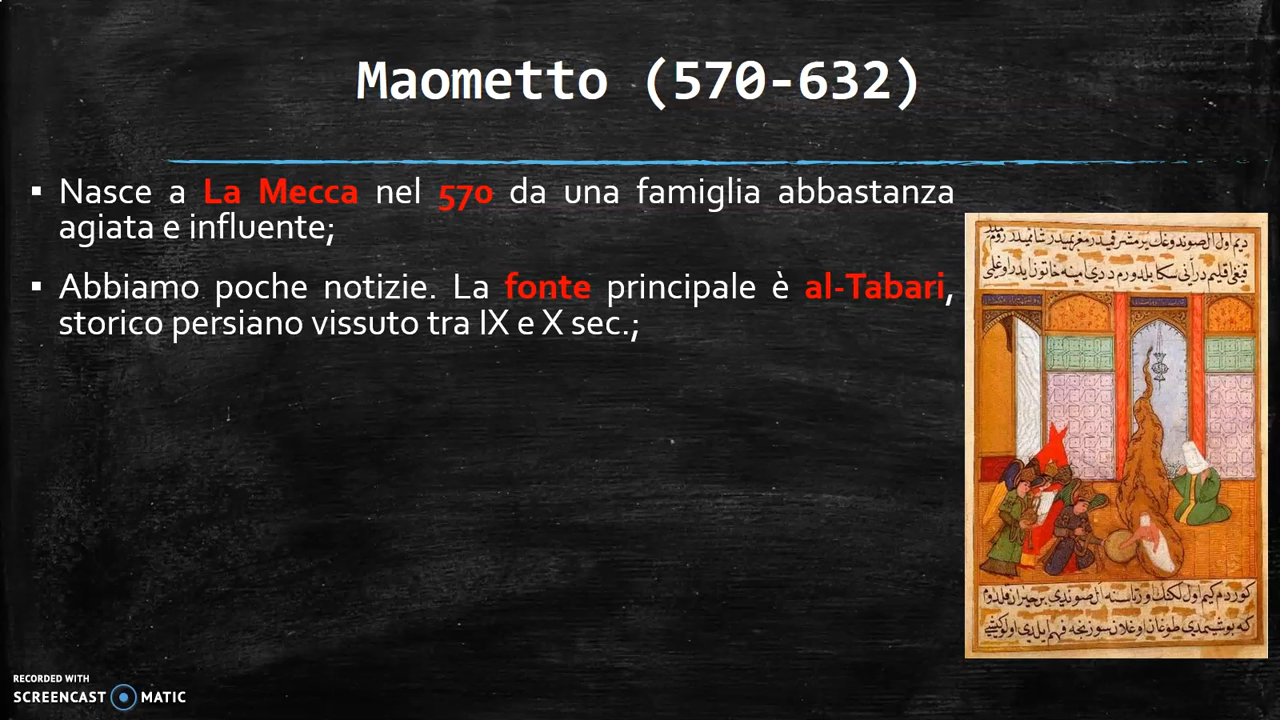 Maometto (570-632)
▪ Nasce a La Mecca nel 570 da una famiglia abbastanza
agiata e influente;
▪ Abbiamo poche notizie. La fonte principale è al-Tabari,
storico persiano vissuto tra IX e X sec.;
RECORDED WITH
SCREENCAST MATIC